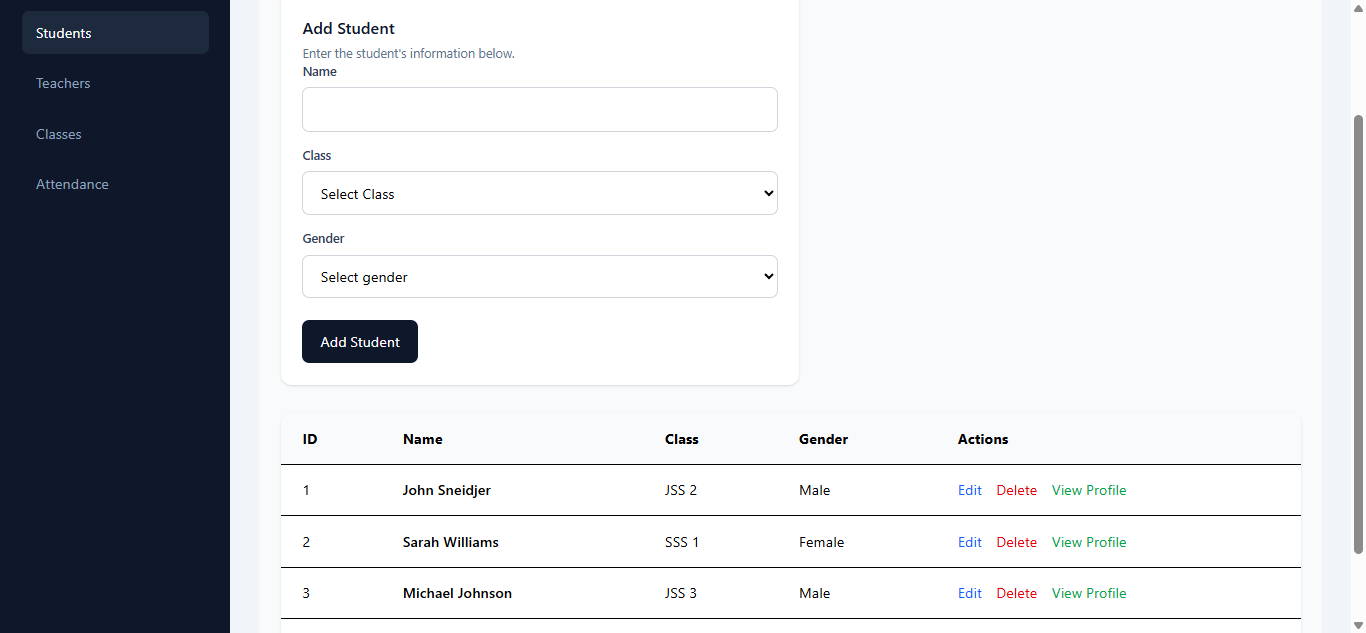 Students
Teachers
Classes
Attendance
Add Student
Enter the student's information below.
Name
Class
Select Class
Gender
Select gender
Add Student
ID Name Class Gender Actions
1 John Sneidjer JSS 2 Male Edit Delete View Profile
2 Sarah Williams SSS 1 Female Edit Delete View Profile
3 Michael Johnson JSS 3 Male Edit Delete View Profile